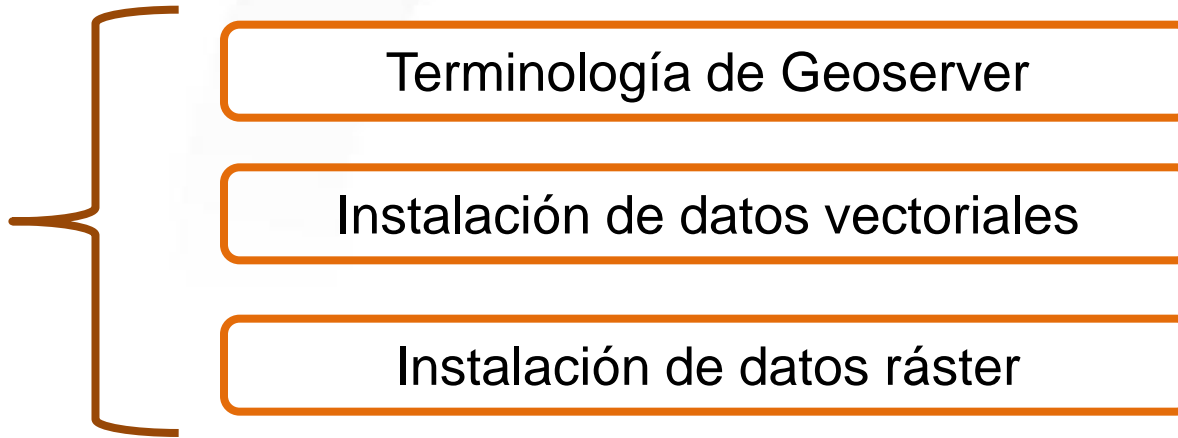 Terminología de Geoserver
Instalación de datos vectoriales
Instalación de datos ráster